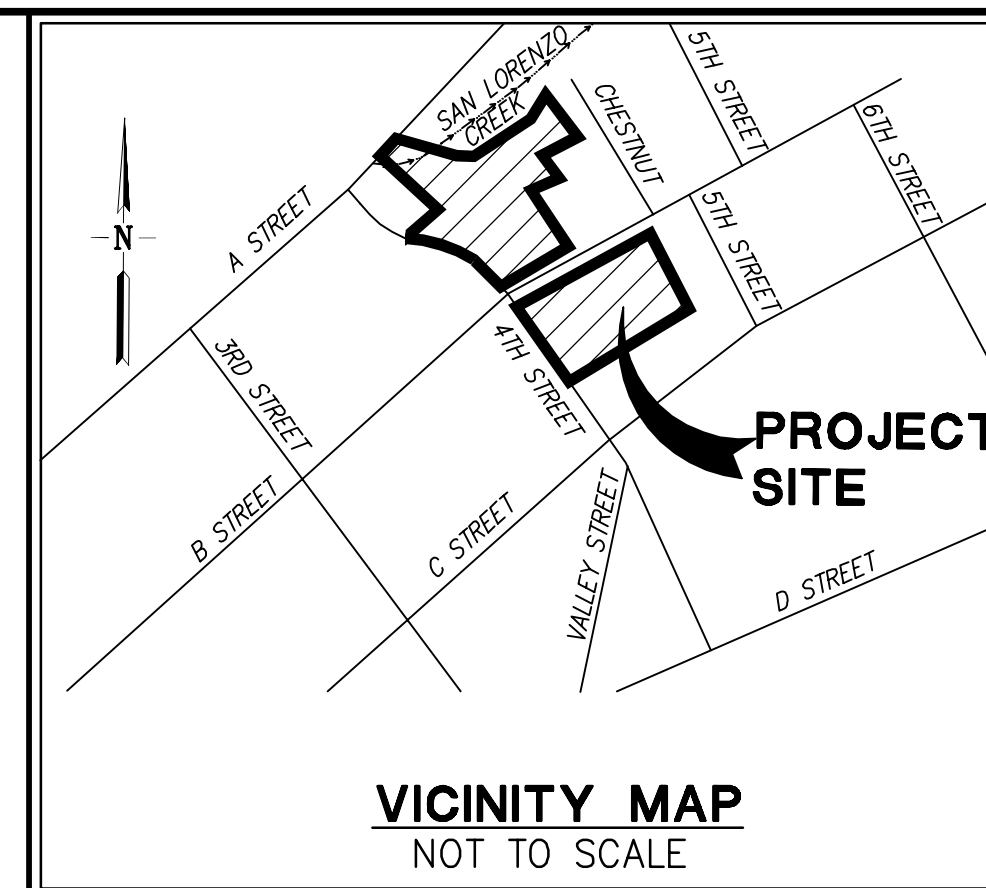 SAN LORENZO
CREEK
5TH STREET
CHESTNUT
6TH STREET
A STREET
N
5TH STREET
3RD STREET
4TH STREET
PROJECT
SITE
B STREET
C STREET
VALLEY STREET
D STREET
VICINITY MAP
NOT TO SCALE